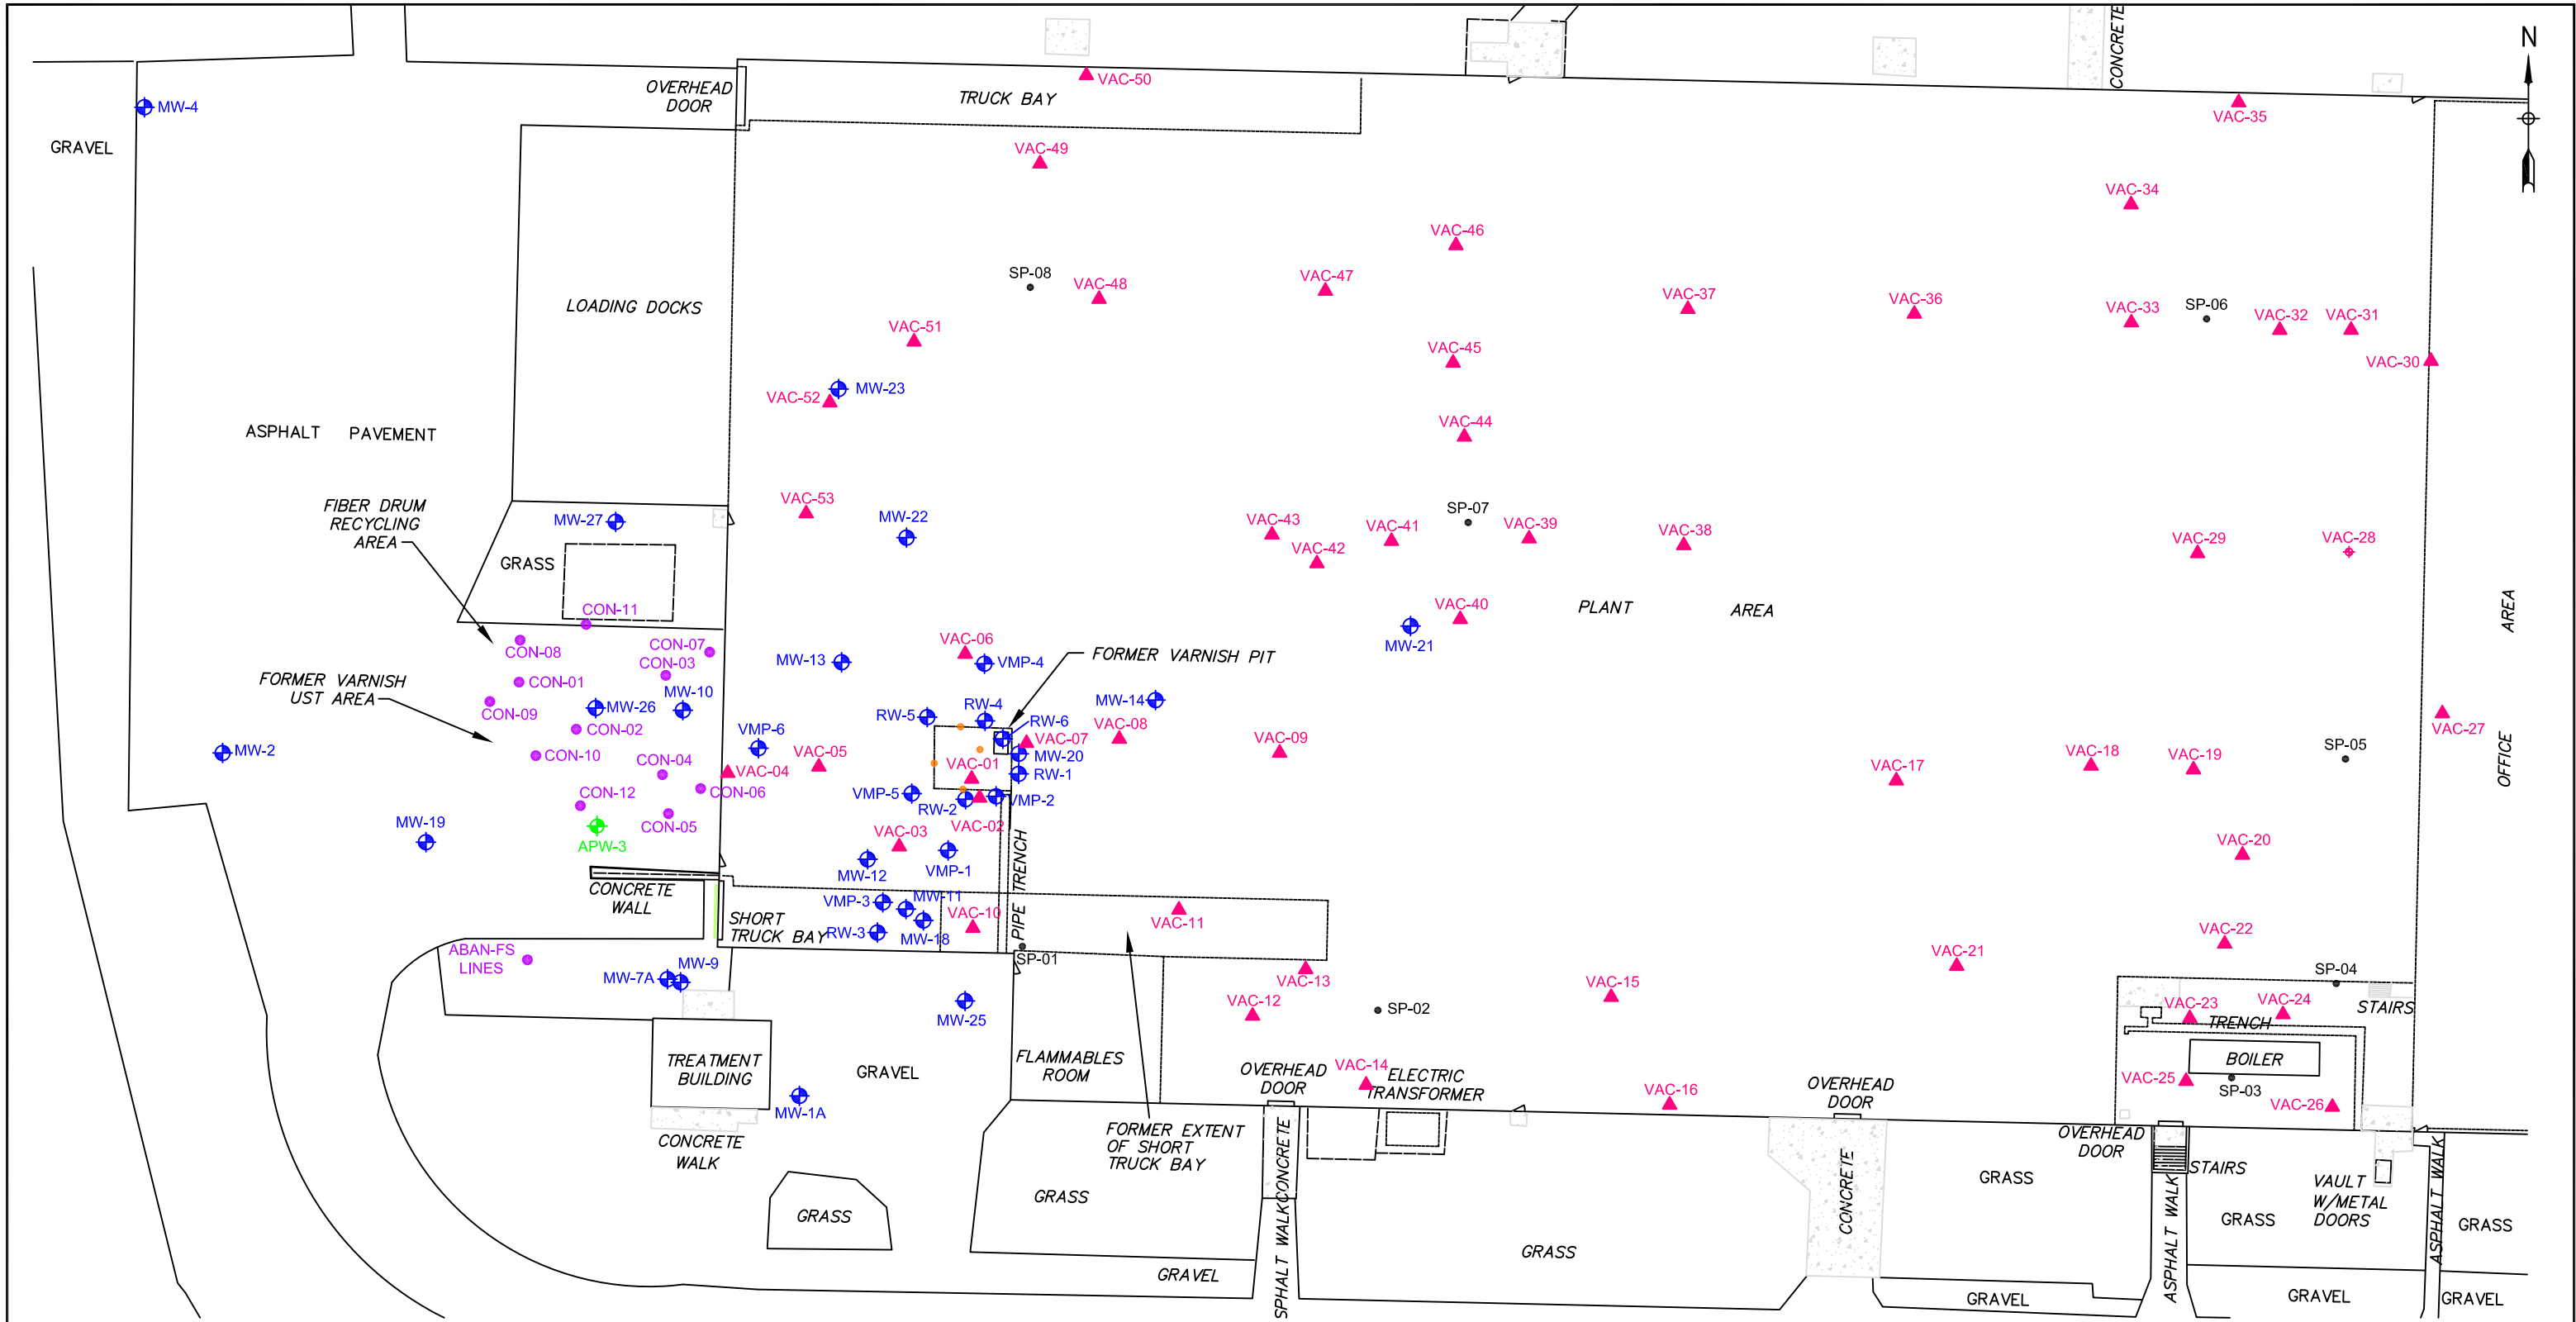 N
CONCRETE
VAC-50
OVERHEAD
DOOR
TRUCK BAY
MW-4
VAC-35
GRAVEL
VAC-49
VAC-34
VAC-46
SP-08
VAC-48
VAC-47
VAC-37
VAC-36
VAC-33
SP-06
VAC-32
VAC-31
LOADING DOCKS
VAC-51
VAC-45
VAC-30
VAC-52
MW-23
ASPHALT PAVEMENT
VAC-44
FIBER DRUM
RECYCLING
AREA
VAC-53
MW-27
MW-22
VAC-43
VAC-41
SP-07
VAC-39
VAC-38
VAC-42
VAC-29
VAC-28
GRASS
CON-11
VAC-40
PLANT AREA
MW-21
OFFICE AREA
CON-08
CON-07
CON-03
VAC-06
MW-13
VMP-4
FORMER VARNISH PIT
FORMER VARNISH
UST AREA
CON-01
MW-10
CON-09
MW-26
MW-14
RW-5
RW-4
RW-6
CON-02
VMP-6
VAC-07
VAC-08
VAC-27
MW-2
CON-10
MW-20
VAC-09
CON-04
VAC-04
VAC-05
VAC-01
RW-1
VAC-17
VAC-18
VAC-19
SP-05
CON-06
VMP-5
RW-2
VMP-2
CON-12
CON-05
MW-19
APW-3
VAC-03
VAC-02
VAC-20
MW-12
VMP-1
PIPE TRENCH
CONCRETE
WALL
VMP-3
MW-11
SHORT
TRUCK BAY
RW-3
MW-18
VAC-10
VAC-11
SP-01
VAC-22
ABAN-FS
LINES
MW-7A
MW-9
VAC-13
VAC-21
SP-04
MW-25
VAC-12
SP-02
VAC-15
VAC-23
VAC-24
STAIRS
TRENCH
TREATMENT
BUILDING
GRAVEL
FLAMMABLES
ROOM
OVERHEAD
DOOR
VAC-14
ELECTRIC
TRANSFORMER
VAC-16
OVERHEAD
DOOR
BOILER
VAC-25
SP-03
VAC-26
MW-1A
CONCRETE
WALK
FORMER EXTENT
OF SHORT
TRUCK BAY
CONCRETE
SPHALT WALK
CONCRETE
OVERHEAD
DOOR
STAIRS
VAULT
W/METAL
DOORS
ASPHALT WALK
ASPHALT WALK
GRASS
GRASS
GRASS
GRASS
GRASS
GRASS
GRAVEL
GRAVEL
GRAVEL
GRAVEL